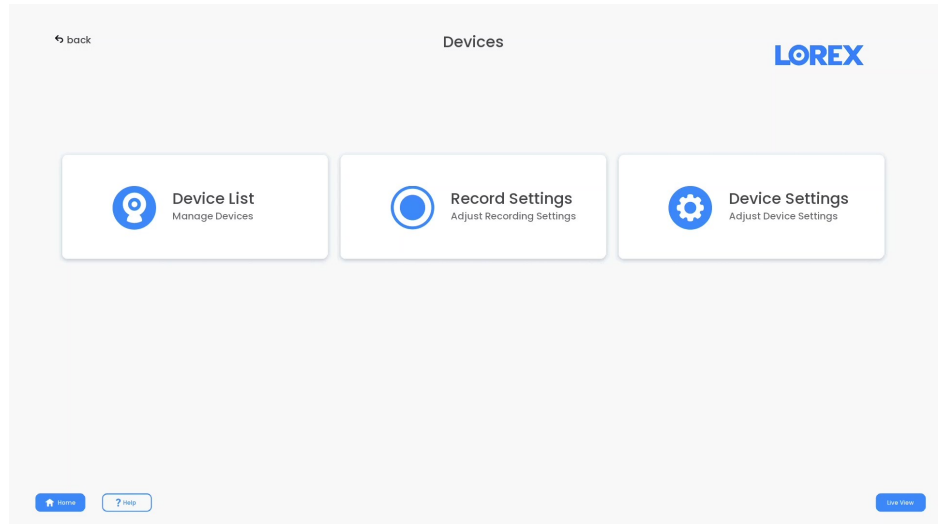 back
Devices
LOREX
Device List
Manage Devices
Record Settings
Adjust Recording Settings
Device Settings
Adjust Device Settings
Home
? Help
Live View